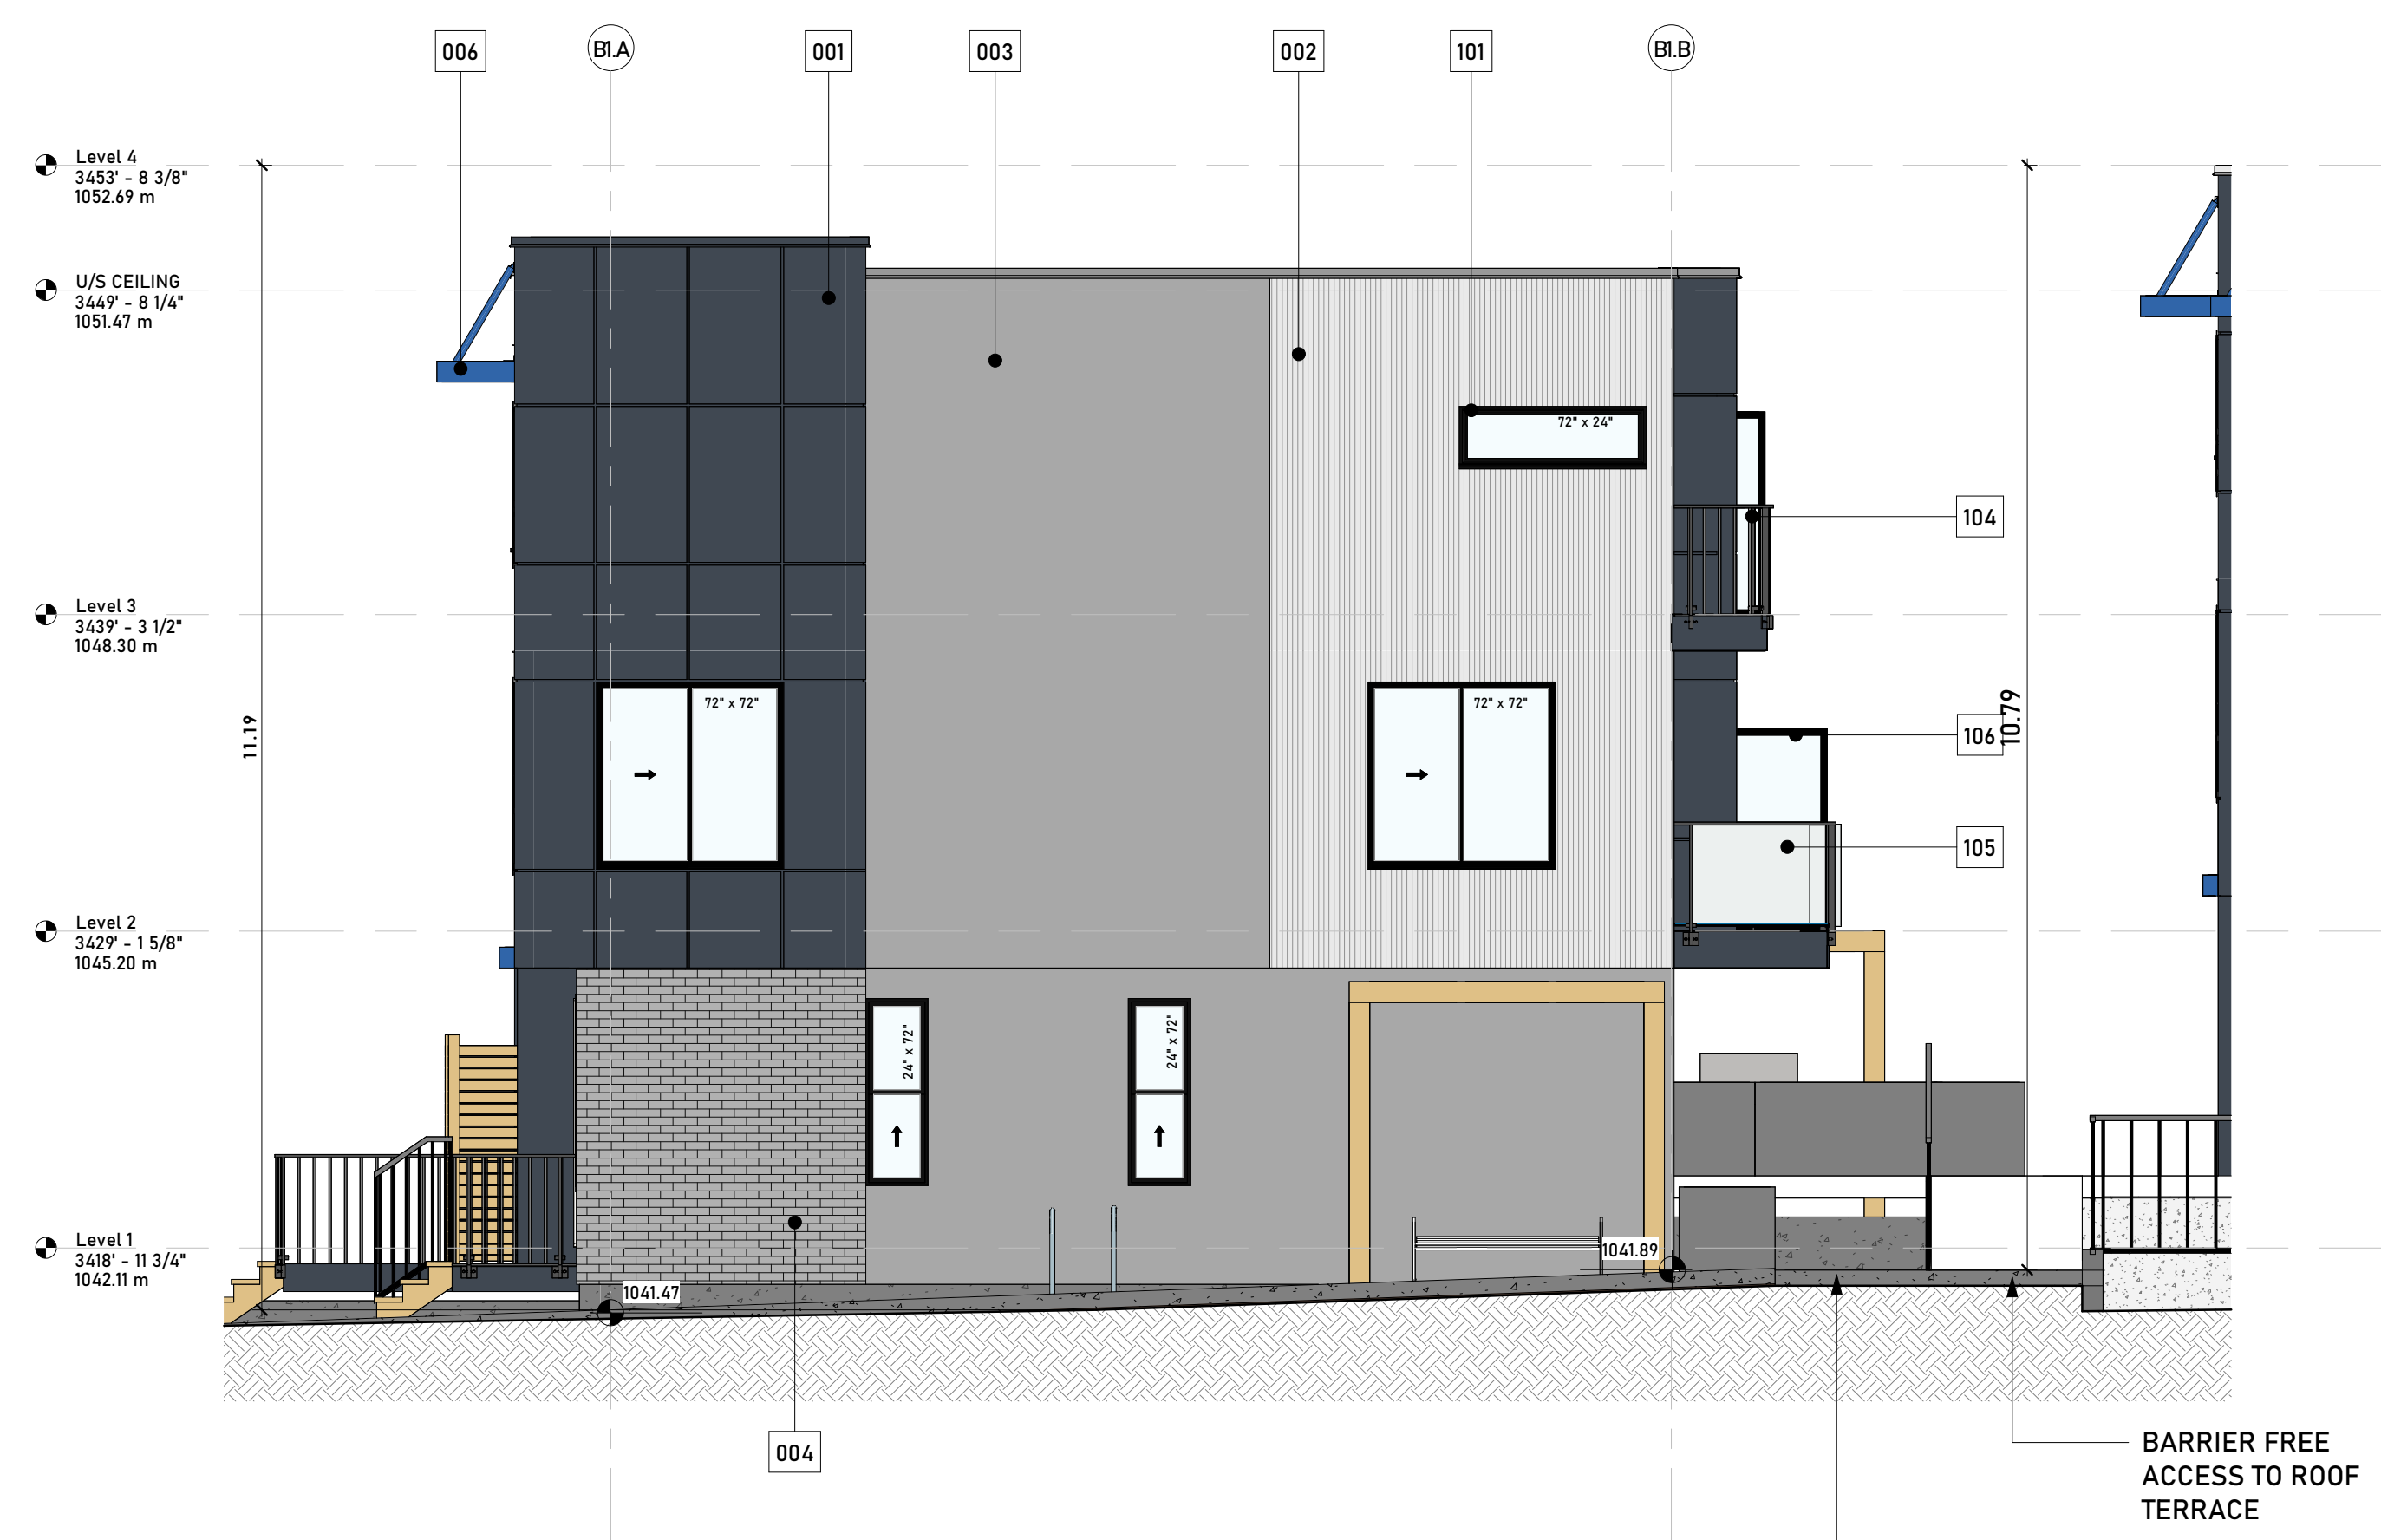 006
B1.A
001
003
002
101
B1.B
Level 4
3453' - 8 3/8"
1052.69 m
U/S CEILING
3449' - 8 1/4"
1051.47 m
72" x 24"
104
Level 3
3439' - 3 1/2"
1048.30 m
11.19
72" x 72"
72" x 72"
10.79
106
105
Level 2
3429' - 1 5/8"
1045.20 m
24" x 72"
24" x 72"
Level 1
3418' - 11 3/4"
1042.11 m
1041.89
1041.47
004
BARRIER FREE
ACCESS TO ROOF
TERRACE